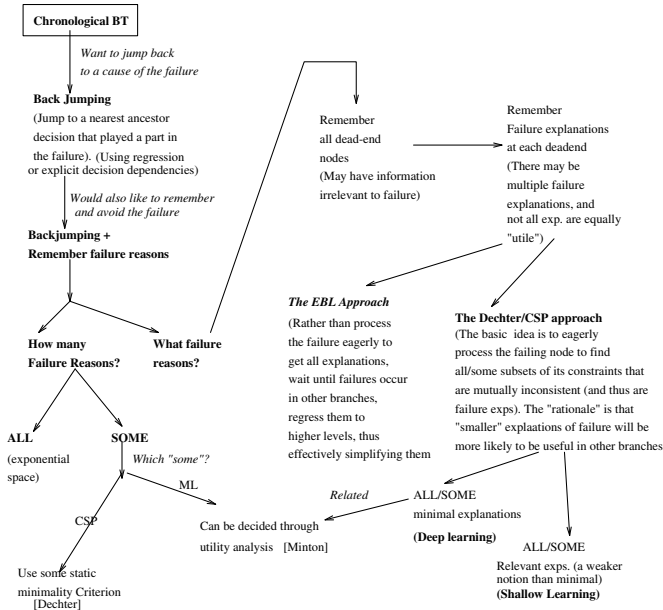 Chronological BT
Want to jump back
to a cause of the failure
Back Jumping
(Jump to a nearest ancestor
decision that played a part in
the failure). (Using regression
or explicit decision dependencies)
Would also like to remember
and avoid the failure
Backjumping +
Remember failure reasons
How many
Failure Reasons?
What failure
reasons?
ALL
(exponential
space)
SOME
Which "some"?
ML
CSP
Use some static
minimality Criterion
[Dechter]
Can be decided through
utility analysis [Minton]
Remember
all dead-end
nodes
(May have information
irrelevant to failure)
Remember
Failure explanations
at each deadend
(There may be
multiple failure
explanations, and
not all exp. are equally
"utile")
The EBL Approach
(Rather than process
the failure eagerly to
get all explanations,
wait until failures occur
in other branches,
regress them to
higher levels, thus
effectively simplifying them
The Dechter/CSP approach
(The basic idea is to eagerly
process the failing node to find
all/some subsets of its constraints that
are mutually inconsistent (and thus are
failure exps). The "rationale" is that
"smaller" explaations of failure will be
more likely to be useful in other branches
Related
ALL/SOME
minimal explanations
(Deep learning)
ALL/SOME
Relevant exps. (a weaker
notion than minimal)
(Shallow Learning)